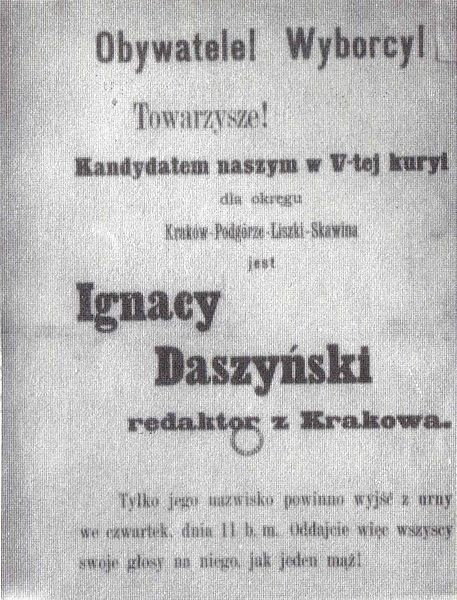 Obywatele! Wyborcy!
Towarzysze!
Kandydatem naszym w V-tej kuryi
dla okręgu
Kraków-Podgórze-Liszki-Skawina
jest
Ignacy
Daszyński
redaktor z Krakowa.
Tylko jego nazwisko powinno wyjść z urny
we czwartek, dnia 11 b. m. Oddajcie więc wszyscy
swoje głosy na niego, jak jeden mąż!